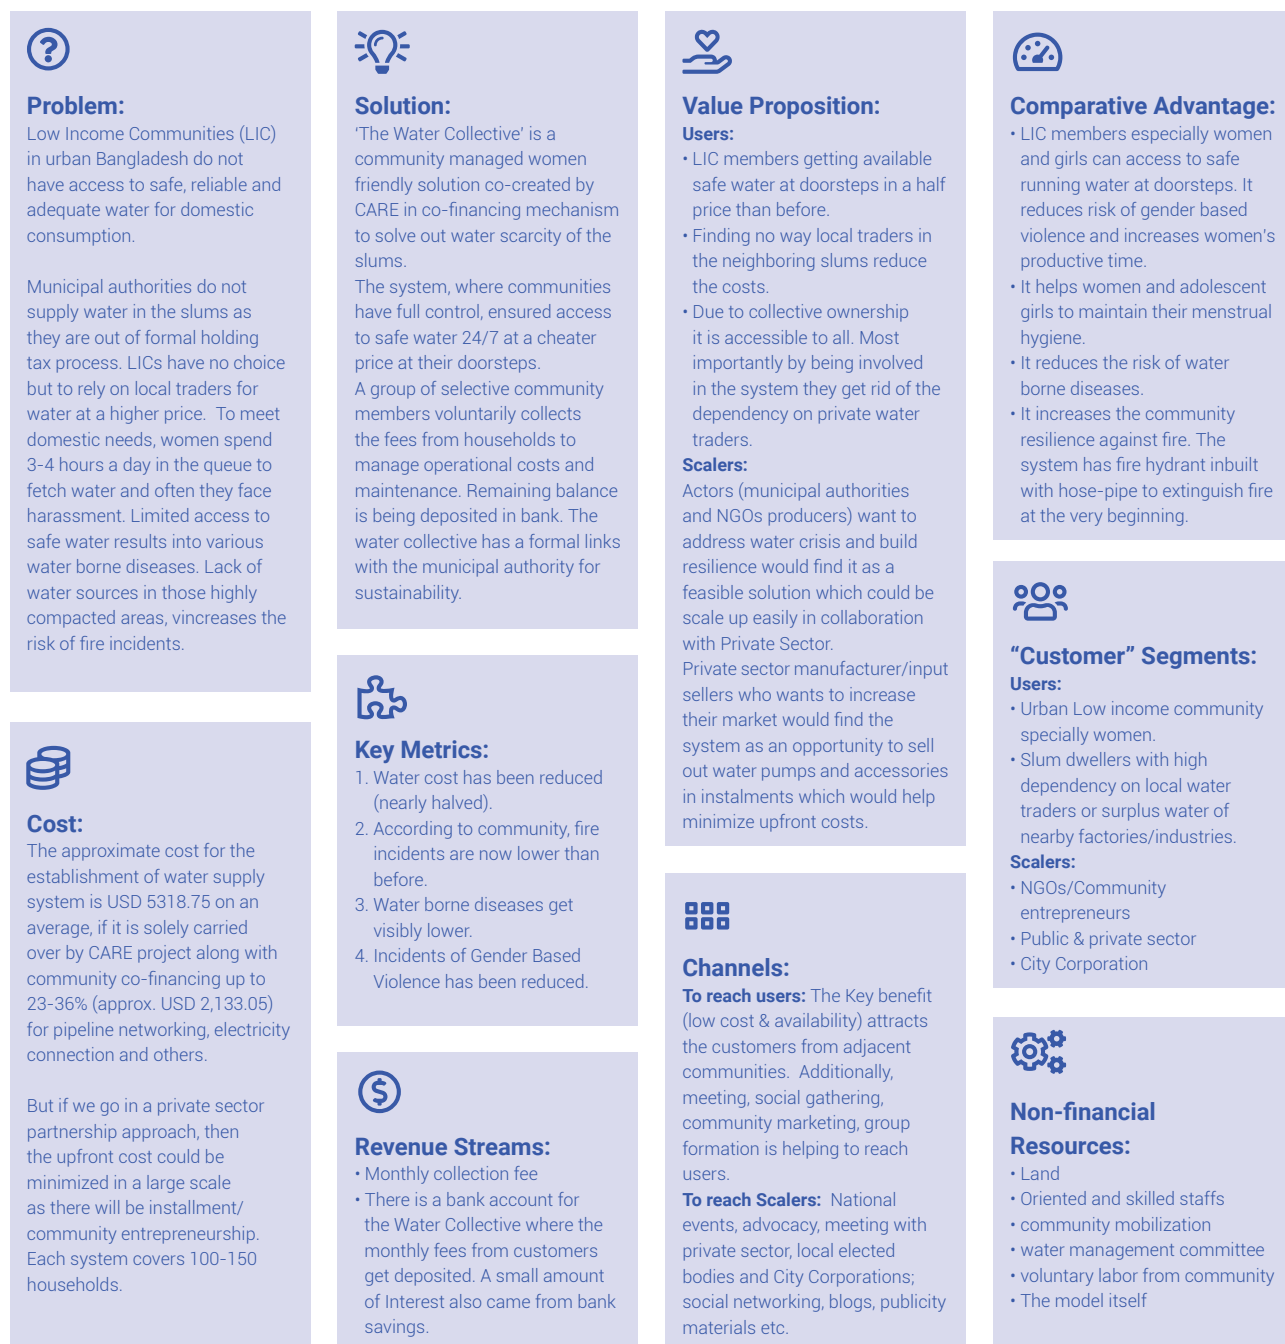 Problem:
Low Income Communities (LIC)
in urban Bangladesh do not
have access to safe, reliable and
adequate water for domestic
consumption.
Municipal authorities do not
supply water in the slums as
they are out of formal holding
tax process. LICs have no choice
but to rely on local traders for
water at a higher price.  To meet
domestic needs, women spend
3-4 hours a day in the queue to
fetch water and often they face
harassment. Limited access to
safe water results into various
water borne diseases. Lack of
water sources in those highly
compacted areas, vincreases the
risk of fire incidents.
Cost:
The approximate cost for the
establishment of water supply
system is USD 5318.75 on an
average, if it is solely carried
over by CARE project along with
community co-financing up to
23-36% (approx. USD 2,133.05)
for pipeline networking, electricity
connection and others.
But if we go in a private sector
partnership approach, then
the upfront cost could be
minimized in a large scale
as there will be installment/
community entrepreneurship.
Each system covers 100-150
households.
Solution:
‘The Water Collective’ is a
community managed women
friendly solution co-created by
CARE in co-financing mechanism
to solve out water scarcity of the
slums.
The system, where communities
have full control, ensured access
to safe water 24/7 at a cheater
price at their doorsteps.
A group of selective community
members voluntarily collects
the fees from households to
manage operational costs and
maintenance. Remaining balance
is being deposited in bank. The
water collective has a formal links
with the municipal authority for
sustainability.
Key Metrics:
1. Water cost has been reduced
(nearly halved).
2. According to community, fire
incidents are now lower than
before.
3. Water borne diseases get
visibly lower.
4. Incidents of Gender Based
Violence has been reduced.
Revenue Streams:
• Monthly collection fee
• There is a bank account for
the Water Collective where the
monthly fees from customers
get deposited. A small amount
of Interest also came from bank
savings.
Value Proposition:
Users:
• LIC members getting available
safe water at doorsteps in a half
price than before.
• Finding no way local traders in
the neighboring slums reduce
the costs.
• Due to collective ownership
it is accessible to all. Most
importantly by being involved
in the system they get rid of the
dependency on private water
traders.
Scalers:
Actors (municipal authorities
and NGOs producers) want to
address water crisis and build
resilience would find it as a
feasible solution which could be
scale up easily in collaboration
with Private Sector.
Private sector manufacturer/input
sellers who wants to increase
their market would find the
system as an opportunity to sell
out water pumps and accessories
in instalments which would help
minimize upfront costs.
Channels:
To reach users: The Key benefit
(low cost & availability) attracts
the customers from adjacent
communities.  Additionally,
meeting, social gathering,
community marketing, group
formation is helping to reach
users.
To reach Scalers:  National
events, advocacy, meeting with
private sector, local elected
bodies and City Corporations;
social networking, blogs, publicity
materials etc.
Comparative Advantage:
• LIC members especially women
and girls can access to safe
running water at doorsteps. It
reduces risk of gender based
violence and increases women’s
productive time.
• It helps women and adolescent
girls to maintain their menstrual
hygiene.
• It reduces the risk of water
borne diseases.
• It increases the community
resilience against fire. The
system has fire hydrant inbuilt
with hose-pipe to extinguish fire
at the very beginning.
“Customer” Segments:
Users:
• Urban Low income community
specially women.
• Slum dwellers with high
dependency on local water
traders or surplus water of
nearby factories/industries.
Scalers:
• NGOs/Community
entrepreneurs
• Public & private sector
• City Corporation
Non-financial
Resources:
• Land
• Oriented and skilled staffs
• community mobilization
• water management committee
• voluntary labor from community
• The model itself